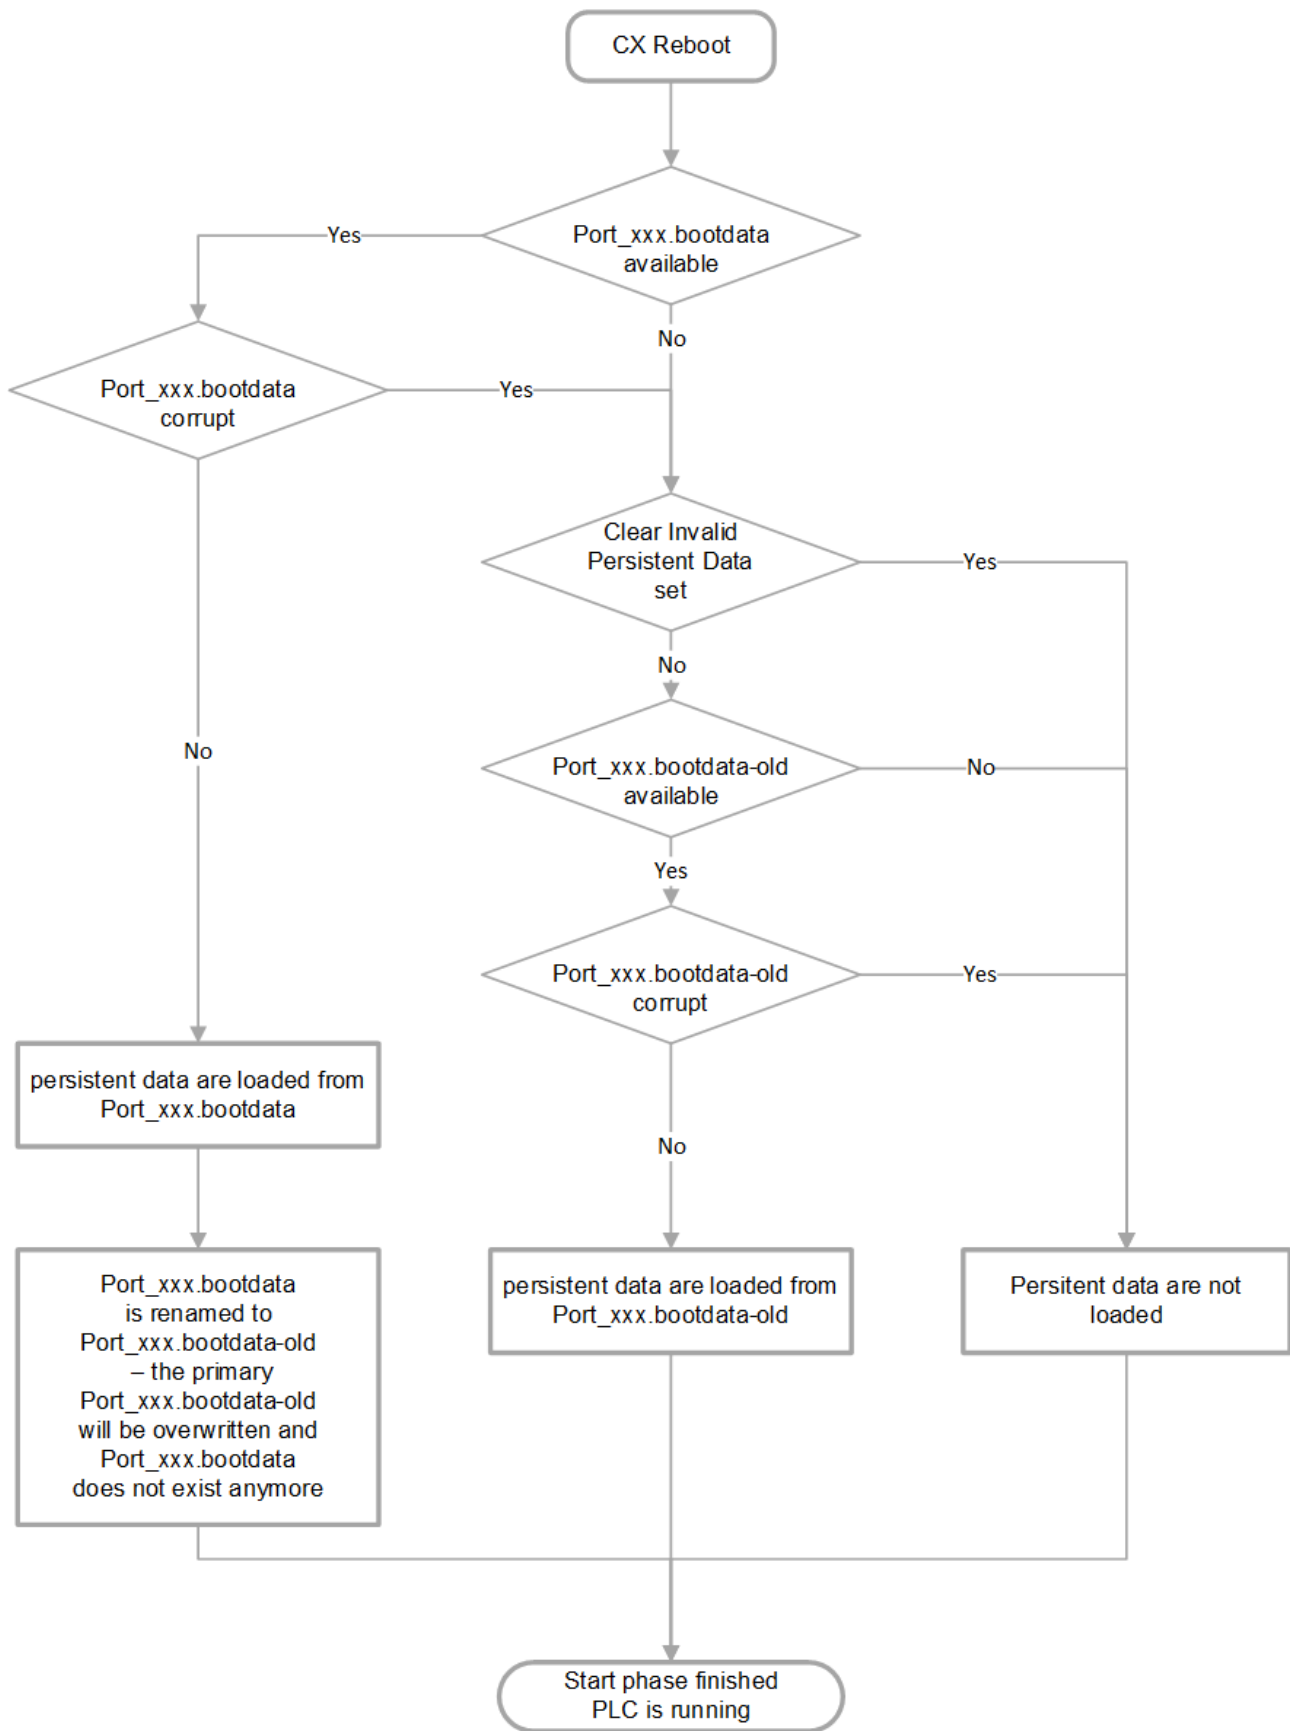 CX Reboot
Port_xxx.bootdata
available
Yes
No
Port_xxx.bootdata
corrupt
Yes
Clear Invalid
Persistent Data
set
Yes
No
No
Port_xxx.bootdata-old
available
No
Yes
Port_xxx.bootdata-old
corrupt
Yes
persistent data are loaded from
Port_xxx.bootdata
No
Port_xxx.bootdata
is renamed to
Port_xxx.bootdata-old
– the primary
Port_xxx.bootdata-old
will be overwritten and
Port_xxx.bootdata
does not exist anymore
persistent data are loaded from
Port_xxx.bootdata-old
Persitent data are not
loaded
Start phase finished
PLC is running